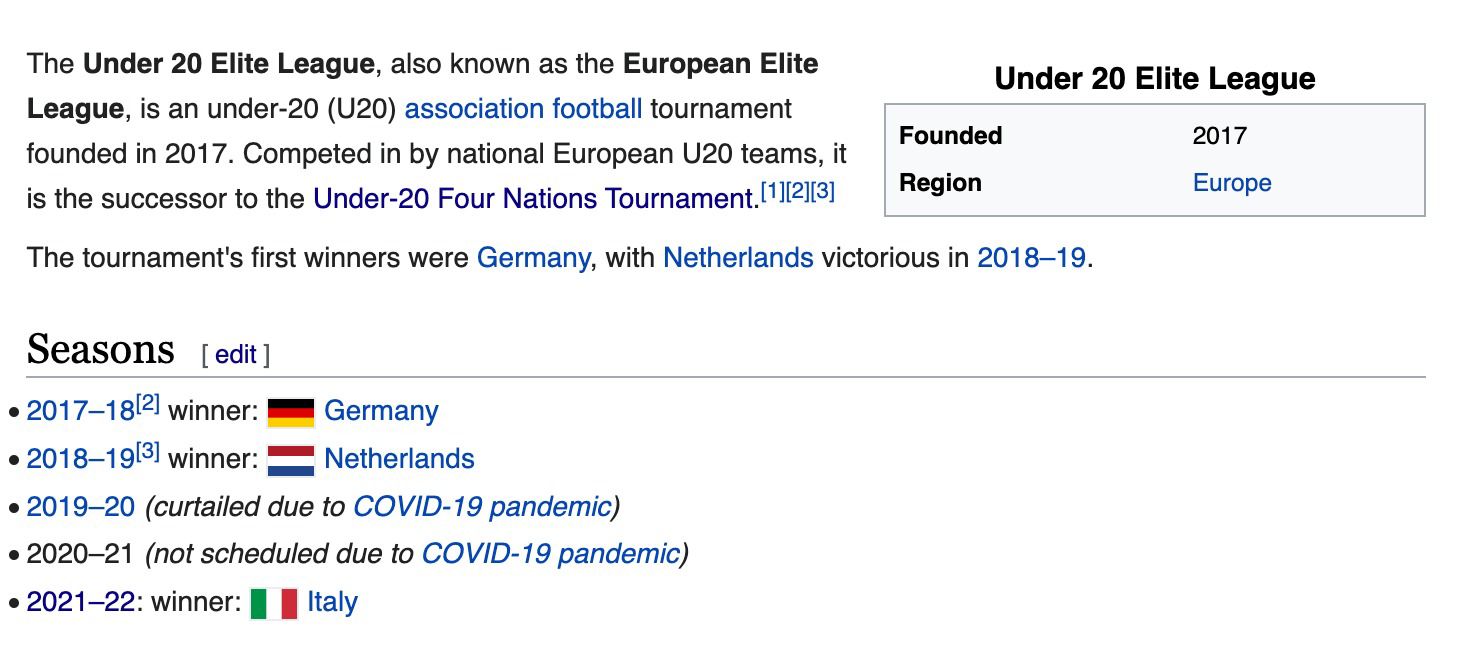 The Under 20 Elite League, also known as the European Elite
League, is an under-20 (U20) association football tournament
founded in 2017. Competed in by national European U20 teams, it
is the successor to the Under-20 Four Nations Tournament.[1][2][3]
Under 20 Elite League
Founded 2017
Region Europe
The tournament's first winners were Germany, with Netherlands victorious in 2018–19.
Seasons [ edit ]
• 2017–18[2] winner: Germany
• 2018–19[3] winner: Netherlands
• 2019–20 (curtailed due to COVID-19 pandemic)
• 2020–21 (not scheduled due to COVID-19 pandemic)
• 2021–22: winner: Italy